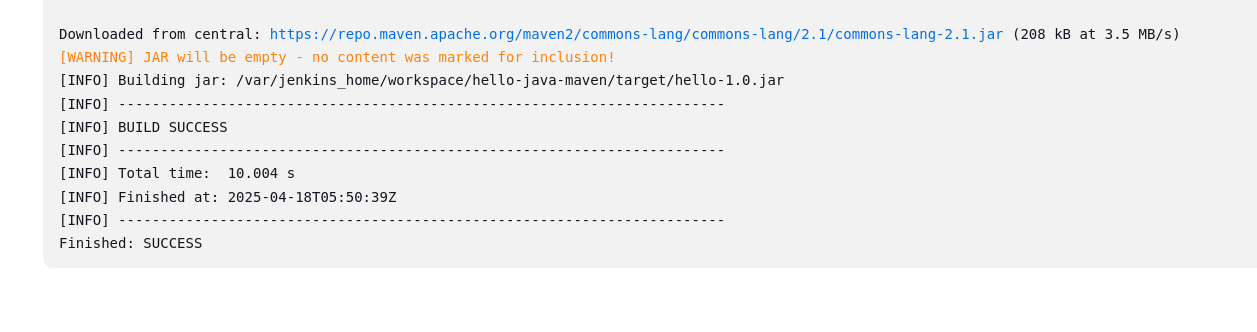 Downloaded from central: https://repo.maven.apache.org/maven2/commons-lang/commons-lang/2.1/commons-lang-2.1.jar (208 kB at 3.5 MB/s)
[WARNING] JAR will be empty - no content was marked for inclusion!
[INFO] Building jar: /var/jenkins_home/workspace/hello-java-maven/target/hello-1.0.jar
[INFO] ------------------------------------------------------------------------
[INFO] BUILD SUCCESS
[INFO] ------------------------------------------------------------------------
[INFO] Total time:  10.004 s
[INFO] Finished at: 2025-04-18T05:50:39Z
[INFO] ------------------------------------------------------------------------
Finished: SUCCESS